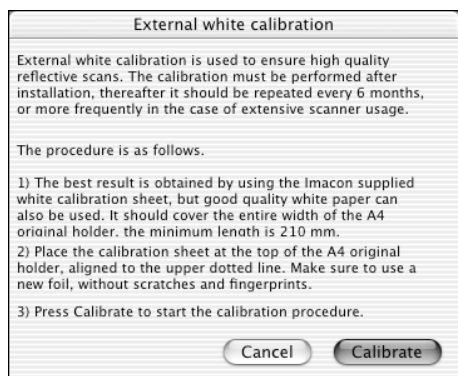 External white calibration
External white calibration is used to ensure high quality
reflective scans. The calibration must be performed after
installation, thereafter it should be repeated every 6 months,
or more frequently in the case of extensive scanner usage.
The procedure is as follows.
1) The best result is obtained by using the Imacon supplied
white calibration sheet, but good quality white paper can
also be used. It should cover the entire width of the A4
original holder, the minimum length is 210 mm.
2) Place the calibration sheet at the top of the A4 original
holder, aligned to the upper dotted line. Make sure to use a
new foil, without scratches and fingerprints.
3) Press Calibrate to start the calibration procedure.
Cancel Calibrate